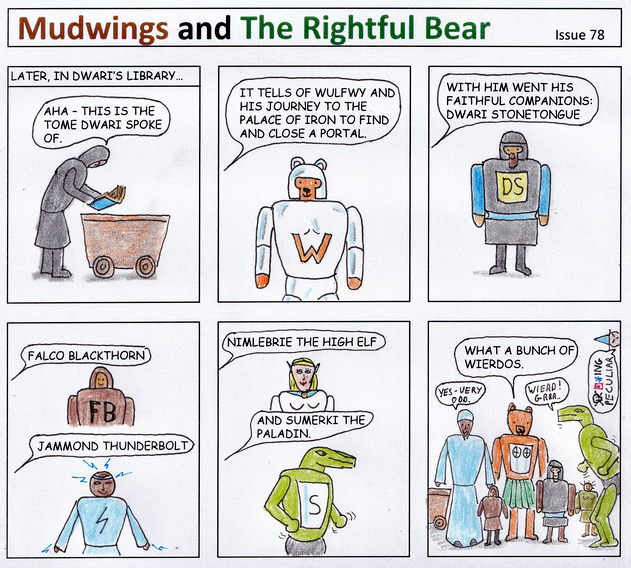 Mudwings and The Rightful Bear
Issue 78
LATER, IN DWARI'S LIBRARY...
AHA - THIS IS THE
TOME DWARI SPOKE
OF.
IT TELLS OF WULFWY AND
HIS JOURNEY TO THE
PALACE OF IRON TO FIND
AND CLOSE A PORTAL.
W
WITH HIM WENT HIS
FAITHFUL COMPANIONS:
DWARI STONETONGUE
DS
FALCO BLACKTHORN
FB
JAMMOND THUNDERBOLT
NIMLEBRIE THE HIGH ELF
AND SUMERKI THE
PALADIN.
S
WHAT A BUNCH OF
WIERDOS.
YES - VERY
ODD.
WIEAD!
GRRR.
PECULIAR